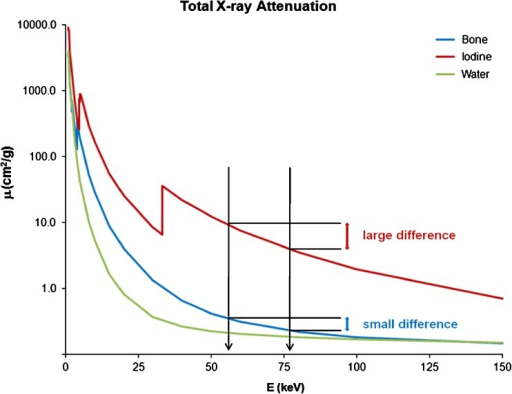 Total X-ray Attenuation
10000.0
1000.0
100.0
10.0
1.0
μ(cm²/g)
Bone
Iodine
Water
large difference
small difference
0
25
50
75
100
125
150
E (keV)